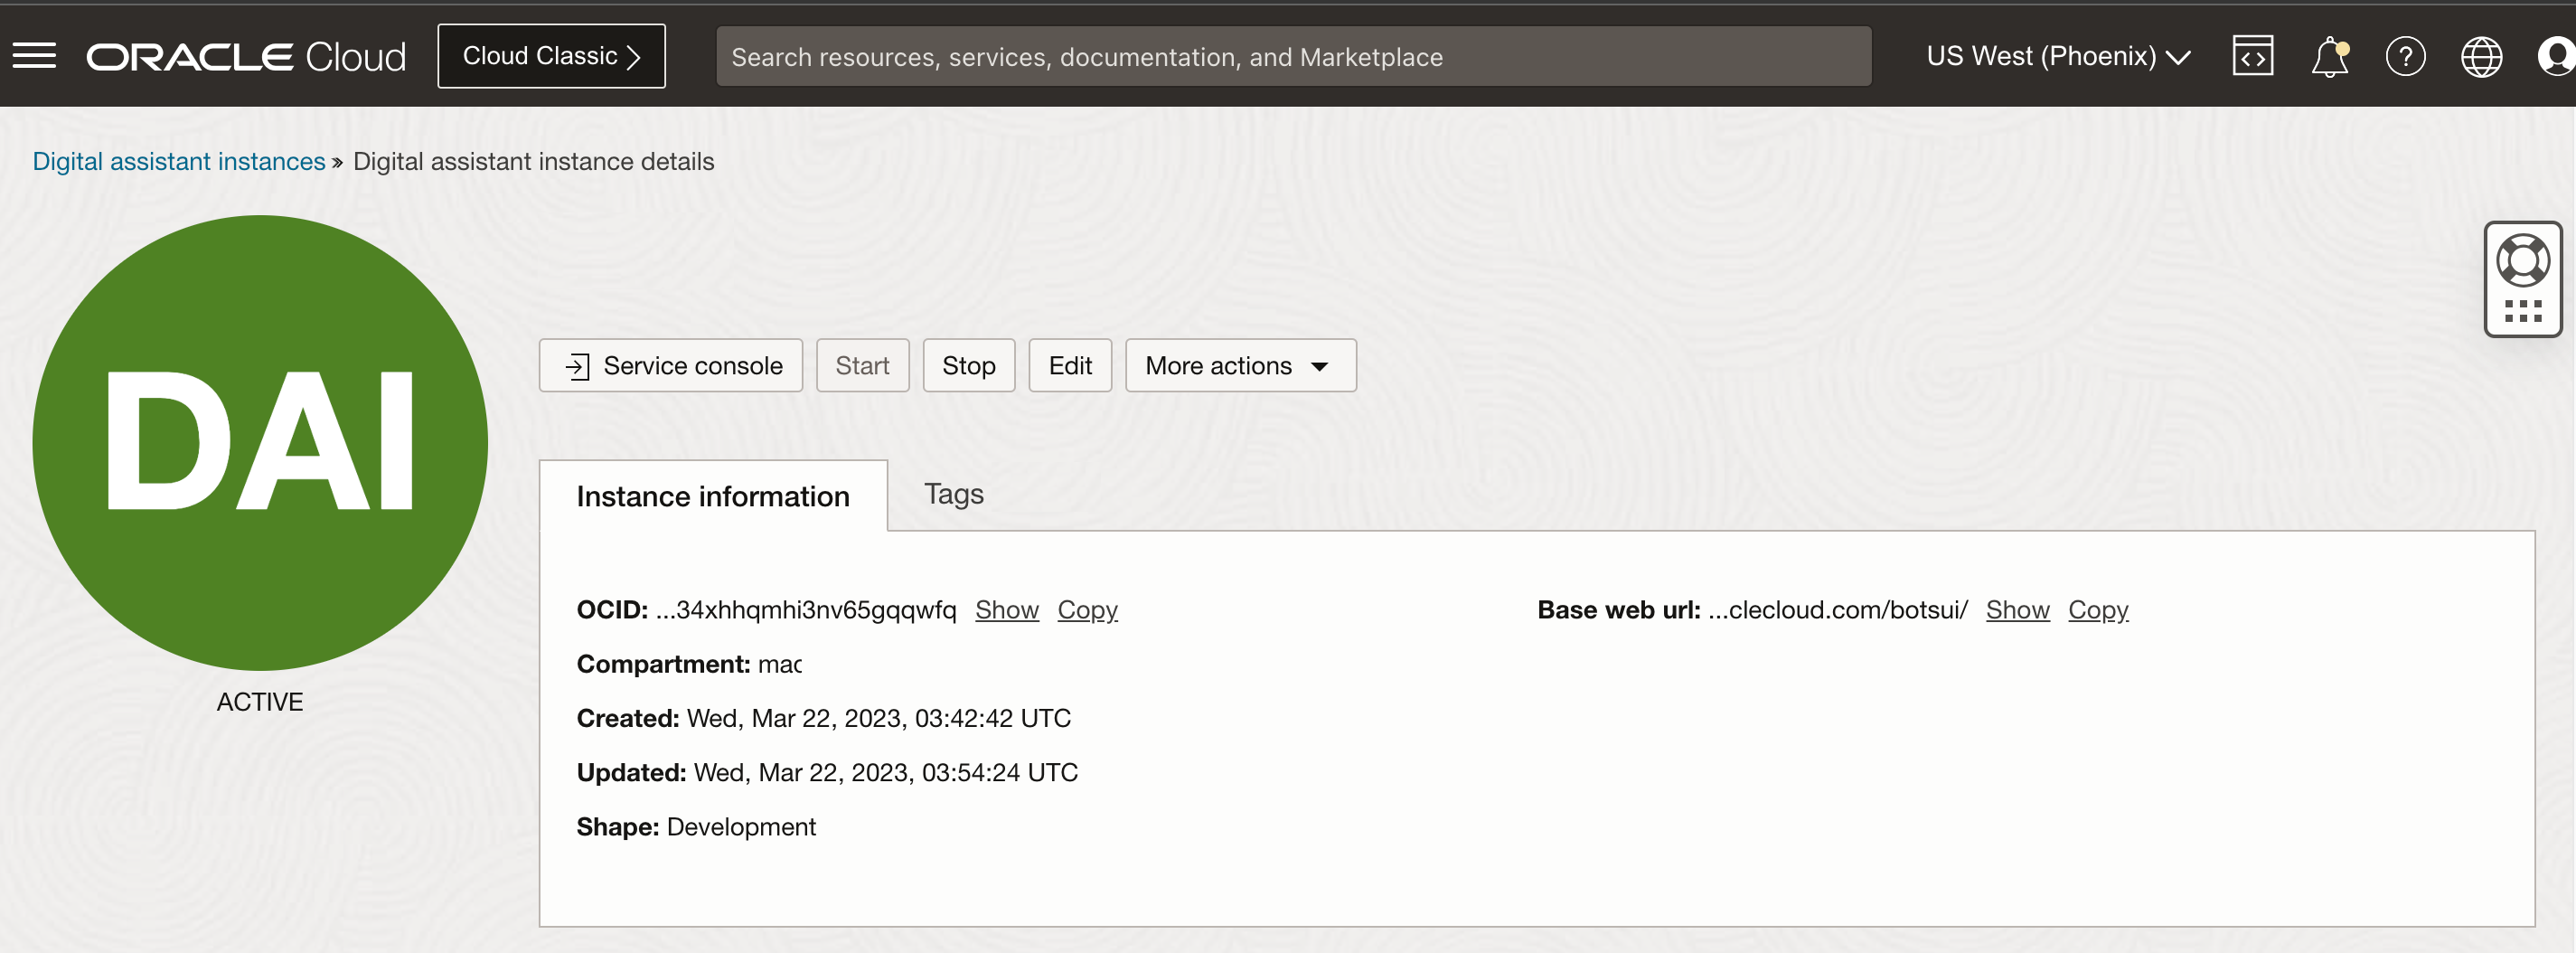 ORACLE Cloud
Cloud Classic
Search resources, services, documentation, and Marketplace
US West (Phoenix)
Digital assistant instances » Digital assistant instance details
DAI
ACTIVE
Service console
Start
Stop
Edit
More actions
Instance information
Tags
OCID: ...34xhhqmhi3nv65gqqwfq Show Copy
Base web url: ...clecloud.com/botsui/ Show Copy
Compartment: mac
Created: Wed, Mar 22, 2023, 03:42:42 UTC
Updated: Wed, Mar 22, 2023, 03:54:24 UTC
Shape: Development